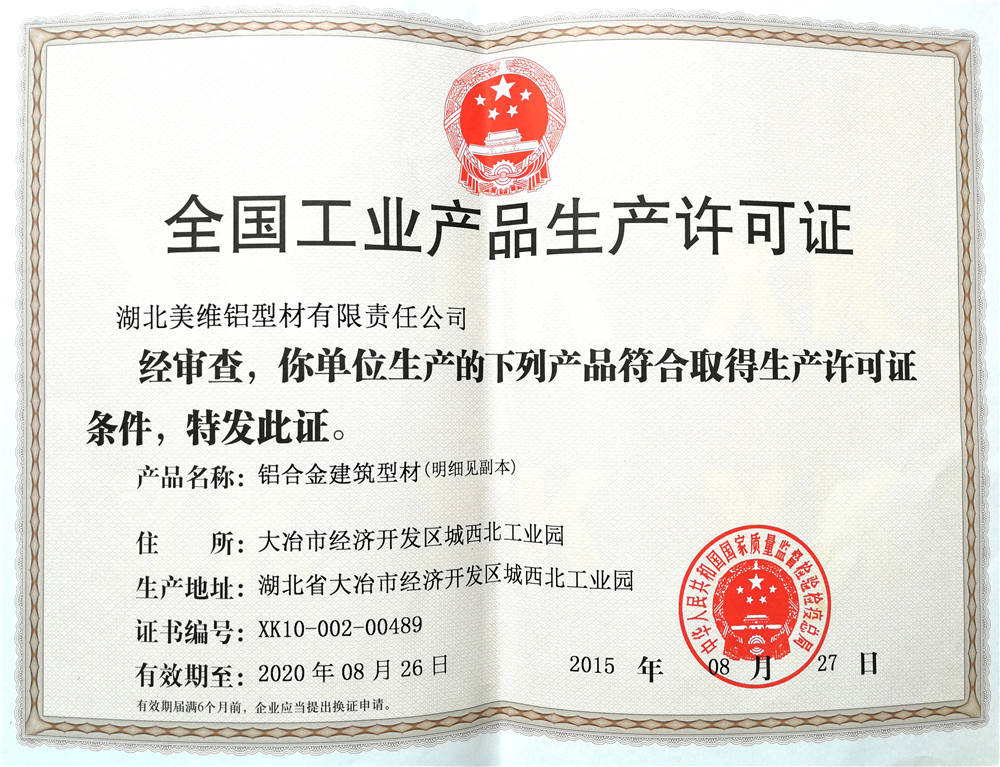 全国工业产品生产许可证
湖北美维铝型材有限责任公司
经审查，你单位生产的下列产品符合取得生产许可证
条件，特发此证。
产品名称：铝合金建筑型材(明细见副本)
住 所：大冶市经济开发区城西北工业园
生产地址：湖北省大冶市经济开发区城西北工业园
证书编号：XK10-002-00489
有效期至：2020 年 08 月 26 日
中华人民共和国国家质量监督检验检疫总局
2015 年 08 月 27 日
有效期届满6个月前，企业应当提出换证申请。